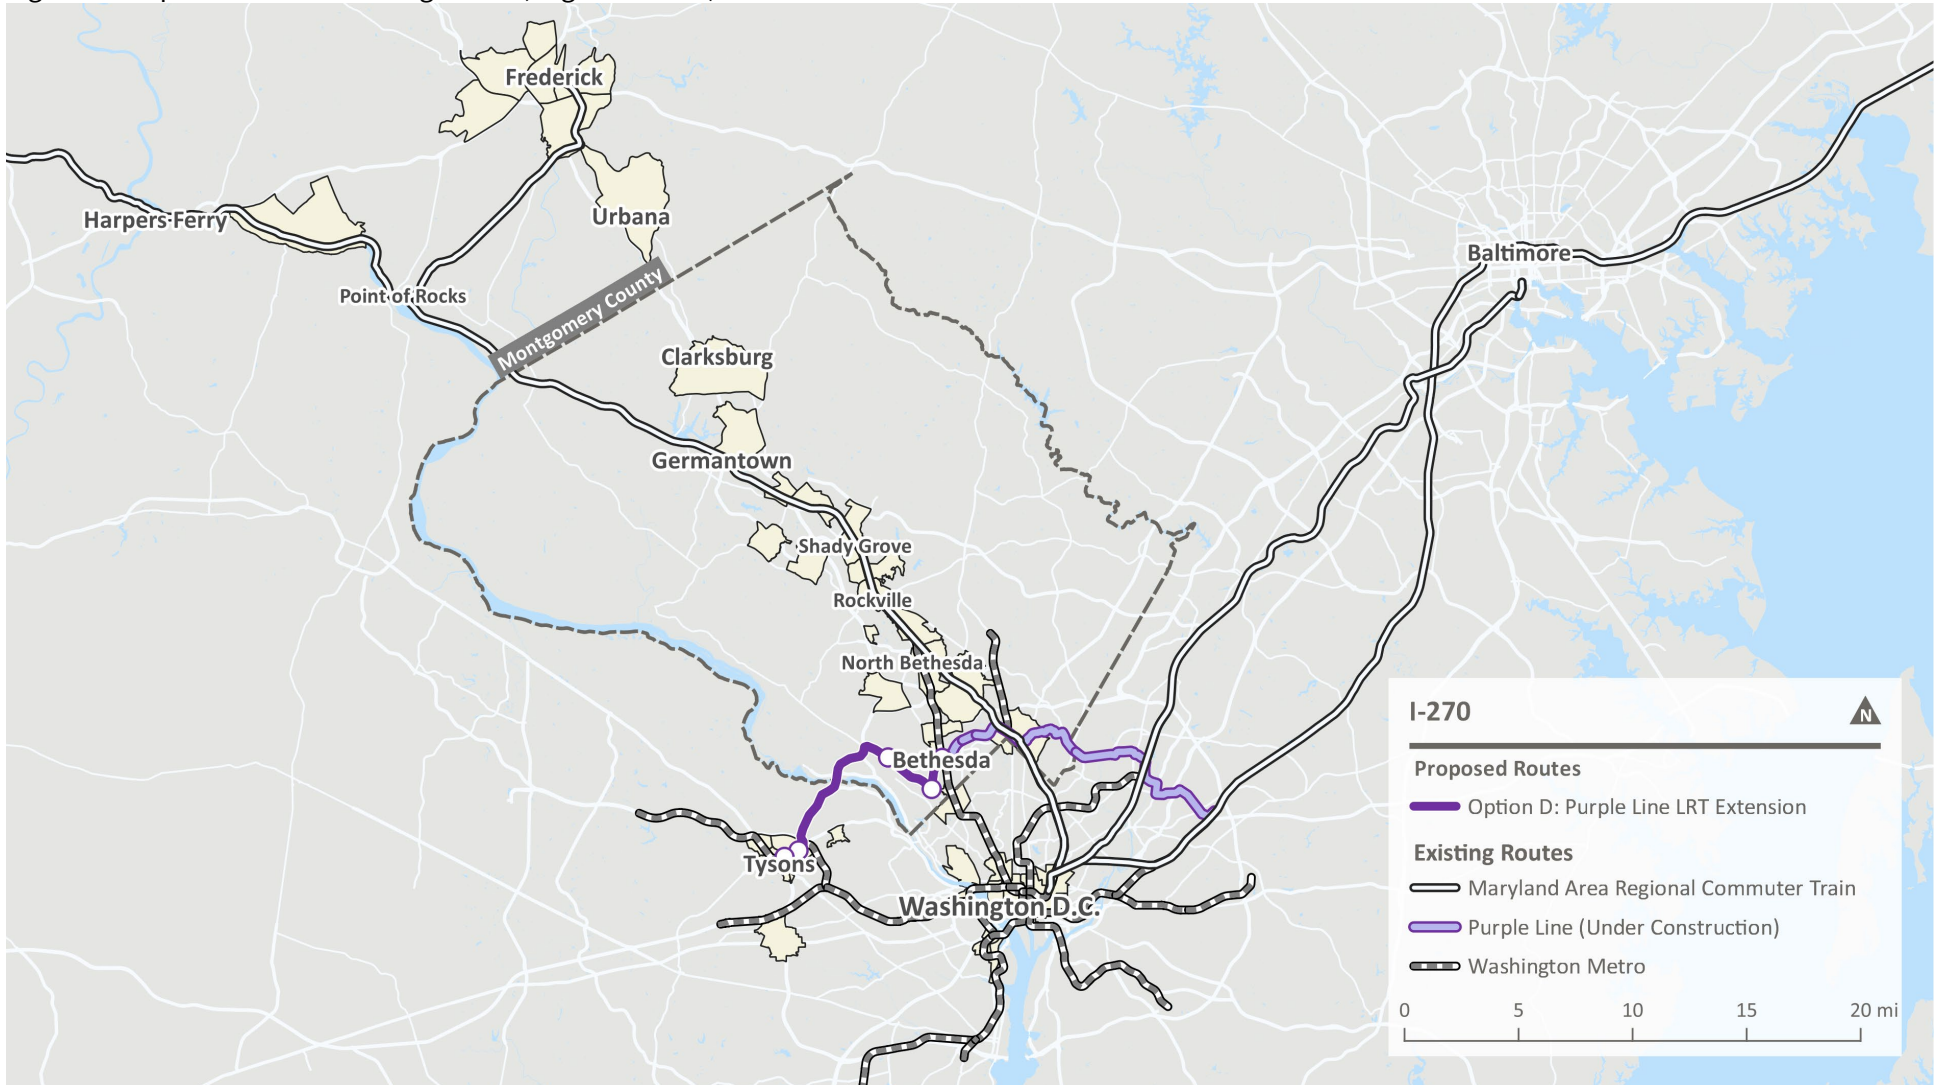 Frederick
Harpers Ferry
Urbana
Point of Rocks
Montgomery County
Baltimore
Clarksburg
Germantown
Shady Grove
Rockville
North Bethesda
Bethesda
Tysons
Washington D.C.
I-270
N
Proposed Routes
Option D: Purple Line LRT Extension
Existing Routes
Maryland Area Regional Commuter Train
Purple Line (Under Construction)
Washington Metro
0 5 10 15 20 mi